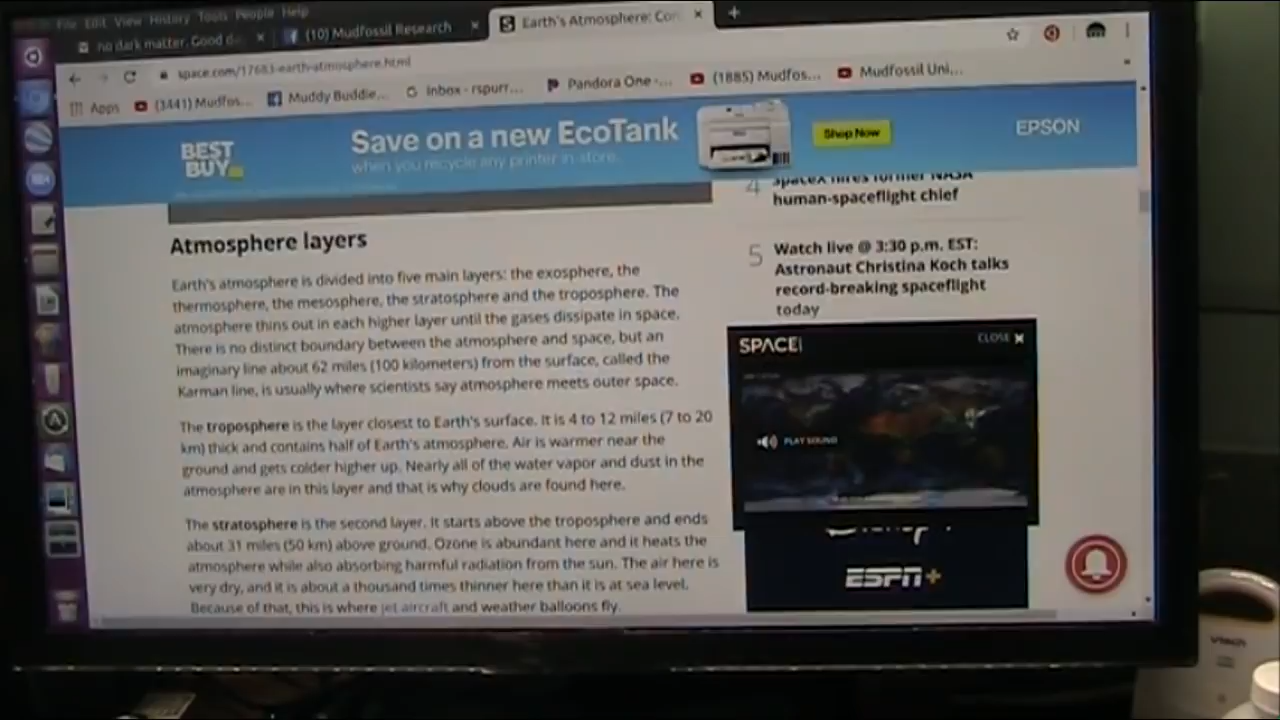 File Edit View History Tools People Help
no dark matter. Good d...
(10) Mudfossil Research
Earth's Atmosphere: Con
space.com/17683-earth-atmosphere.html
Apps
(3441) Mudfos...
Muddy Buddie...
Inbox - rspurr...
Pandora One -...
(1885) Mudfos...
Mudfossil Uni...
BEST
BUY
Save on a new EcoTank
when you recycle any printer in-store.
Shop Now
EPSON
4
SpaceX hires former NASA
human-spaceflight chief
5
Watch live @ 3:30 p.m. EST:
Astronaut Christina Koch talks
record-breaking spaceflight
today
Atmosphere layers
Earth's atmosphere is divided into five main layers: the exosphere, the
thermosphere, the mesosphere, the stratosphere and the troposphere. The
atmosphere thins out in each higher layer until the gases dissipate in space.
There is no distinct boundary between the atmosphere and space, but an
imaginary line about 62 miles (100 kilometers) from the surface, called the
Karman line, is usually where scientists say atmosphere meets outer space.
The troposphere is the layer closest to Earth's surface. It is 4 to 12 miles (7 to 20
km) thick and contains half of Earth's atmosphere. Air is warmer near the
ground and gets colder higher up. Nearly all of the water vapor and dust in the
atmosphere are in this layer and that is why clouds are found here.
The stratosphere is the second layer. It starts above the troposphere and ends
about 31 miles (50 km) above ground. Ozone is abundant here and it heats the
atmosphere while also absorbing harmful radiation from the sun. The air here is
very dry, and it is about a thousand times thinner here than it is at sea level.
Because of that, this is where jet aircraft and weather balloons fly.
SPACE
CLOSE
PLAY SOUND
ESPN+
vtech